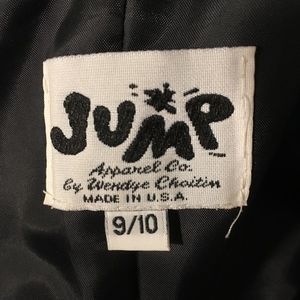 JUMP
Apparel Co.
by Wendye Chaitin
MADE IN U.S.A.
9/10